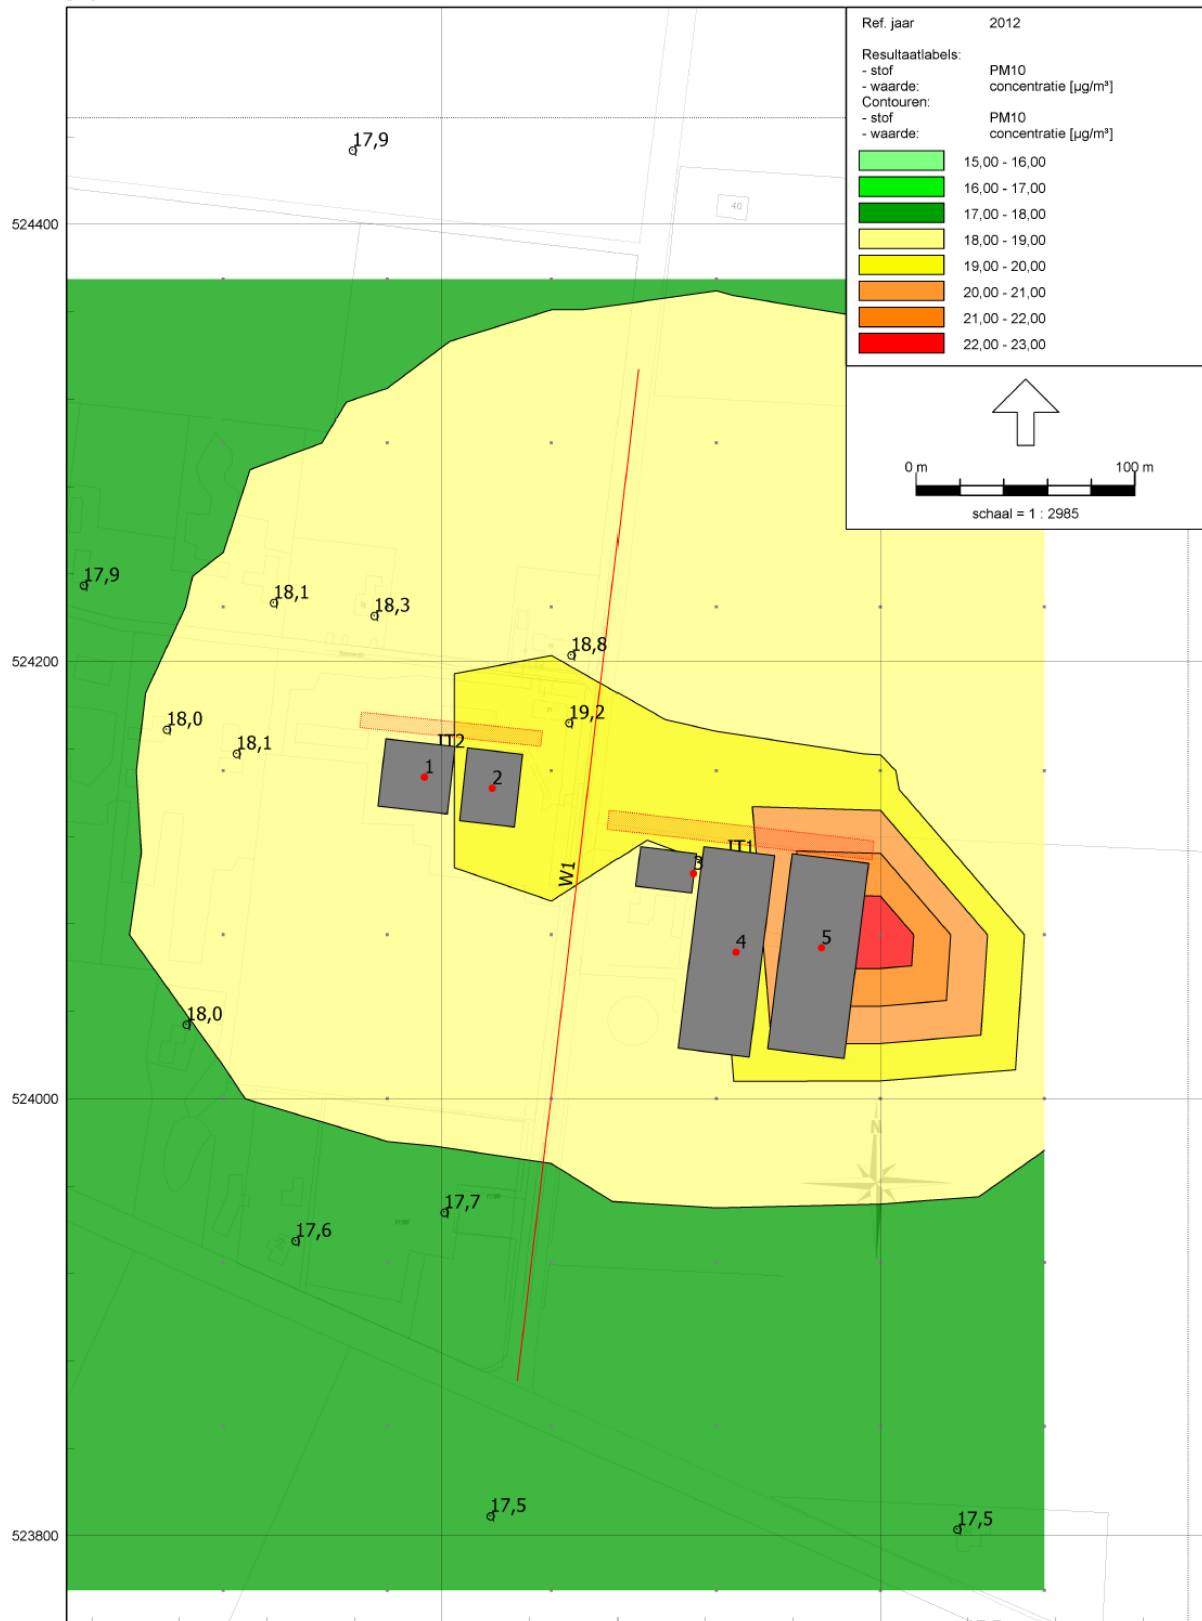 Ref. jaar 2012
Resultaatlabels:
- stof PM10
- waarde: concentratie [µg/m³]
Contouren:
- stof PM10
- waarde: concentratie [µg/m³]
15,00 - 16,00
16,00 - 17,00
17,00 - 18,00
18,00 - 19,00
19,00 - 20,00
20,00 - 21,00
21,00 - 22,00
22,00 - 23,00
0 m 100 m
schaal = 1 : 2985
17,9
40
524400
17,9
18,1
18,3
18,8
524200
18,0
18,1
19,2
IT2
1
2
IT1
3
W1
4
5
18,0
524000
N
17,7
17,6
17,5
17,5
523800